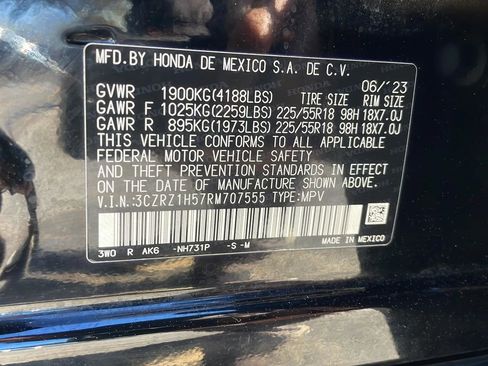 MFD.BY HONDA DE MEXICO S.A. DE C.V.
06/23
GVWR 1900KG(4188LBS) TIRE SIZE RIM SIZE
GAWR F 1025KG(2259LBS) 225/55R18 98H 18X7.0J
GAWR R 895KG(1973LBS) 225/55R18 98H 18X7.0J
THIS VEHICLE CONFORMS TO ALL APPLICABLE
FEDERAL MOTOR VEHICLE SAFETY
AND THEFT PREVENTION STANDARDS IN EFFECT
ON THE DATE OF MANUFACTURE SHOWN ABOVE.
V.I.N.:3CZRZ1H57RM707555 TYPE:MPV
3W0 R AK6 -NH731P -S -M
MADE IN MEXICO